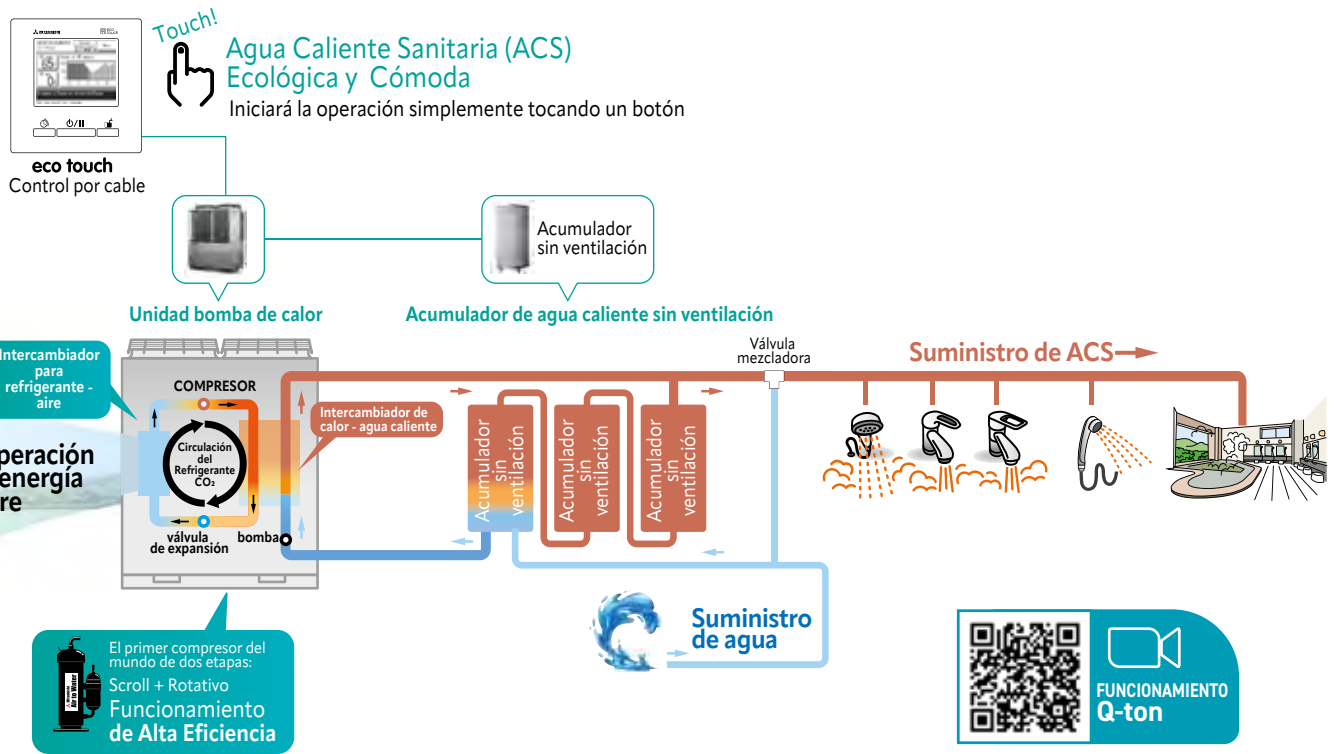 Touch!
Agua Caliente Sanitaria (ACS)
Ecológica y Cómoda
Iniciará la operación simplemente tocando un botón
eco touch
Control por cable
Acumulador
sin ventilación
Unidad bomba de calor
Acumulador de agua caliente sin ventilación
Intercambiador
para
refrigerante -
aire
COMPRESOR
Intercambiador de
calor - agua caliente
Circulación
del
Refrigerante
CO₂
peración
energía
re
válvula
de expansión
bomba
Acumulador
sin
ventilación
Acumulador
sin
ventilación
Acumulador
sin
ventilación
Válvula
mezcladora
Suministro de ACS
Suministro
de agua
El primer compresor del
mundo de dos etapas:
Scroll + Rotativo
Funcionamiento
de Alta Eficiencia
Air to Water
FUNCIONAMIENTO
Q-ton